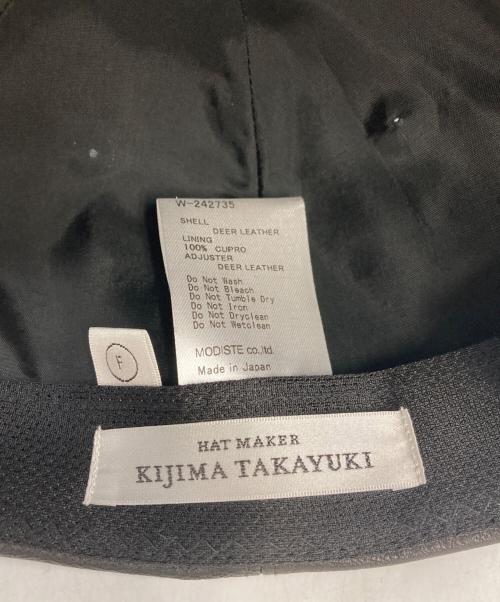 W-242735
SHELL
DEER LEATHER
LINING
100% CUPRO
ADJUSTER
DEER LEATHER
Do Not Wash
Do Not Bleach
Do Not Tumble Dry
Do Not Iron
Do Not Dryclean
Do Not Wetclean
MODISTE co.,ltd.
Made in Japan
F
HAT MAKER
KIJIMA TAKAYUKI